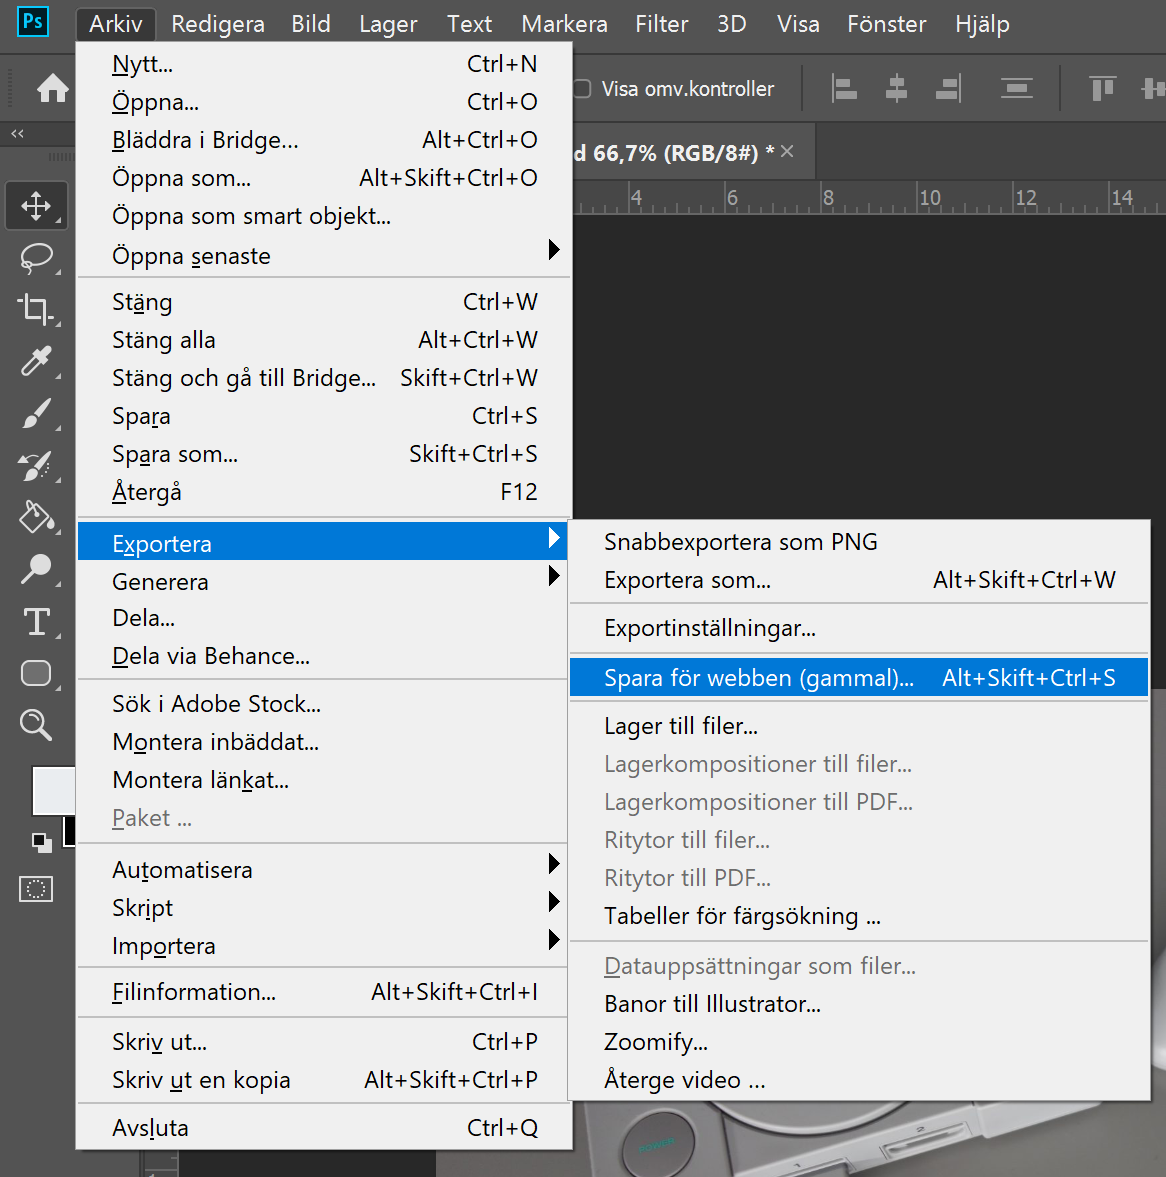 Ps
Arkiv Redigera Bild Lager Text Markera Filter 3D Visa Fönster Hjälp
Visa omv.kontroller
d 66,7% (RGB/8#) * ×
4 6 8 10 12 14
Nytt... Ctrl+N
Öppna... Ctrl+O
Bläddra i Bridge... Alt+Ctrl+O
Öppna som... Alt+Skift+Ctrl+O
Öppna som smart objekt...
Öppna senaste
Stäng Ctrl+W
Stäng alla Alt+Ctrl+W
Stäng och gå till Bridge... Skift+Ctrl+W
Spara Ctrl+S
Spara som... Skift+Ctrl+S
Återgå F12
Exportera
Generera
Dela...
Dela via Behance...
Sök i Adobe Stock...
Montera inbäddat...
Montera länkat...
Paket ...
Automatisera
Skript
Importera
Filinformation... Alt+Skift+Ctrl+I
Skriv ut... Ctrl+P
Skriv ut en kopia Alt+Skift+Ctrl+P
Avsluta Ctrl+Q
Snabbexportera som PNG
Exportera som... Alt+Skift+Ctrl+W
Exportinställningar...
Spara för webben (gammal)... Alt+Skift+Ctrl+S
Lager till filer...
Lagerkompositioner till filer...
Lagerkompositioner till PDF...
Ritytor till filer...
Ritytor till PDF...
Tabeller för färgsökning ...
Datauppsättningar som filer...
Banor till Illustrator...
Zoomify...
Återge video ...
POWER
2